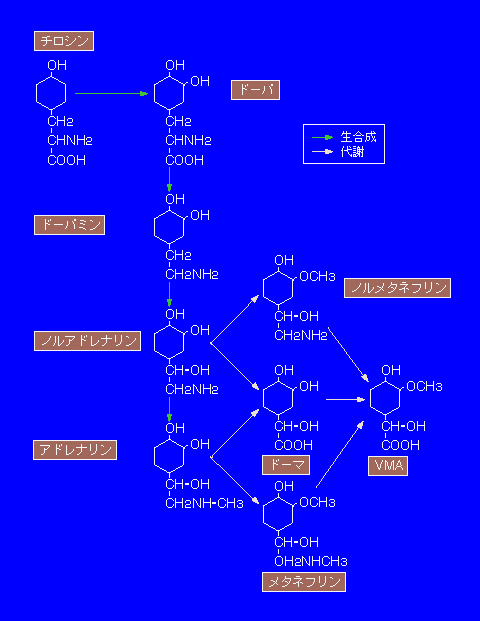 チロシン
OH
CH2
CHNH2
COOH
OH
OH
CH2
CHNH2
COOH
ドーパ
生合成
代謝
ドーパミン
OH
OH
CH2
CH2NH2
ノルアドレナリン
OH
OH
CH-OH
CH2NH2
OH
OCH3
CH-OH
CH2NH2
ノルメタネフリン
OH
OH
CH-OH
COOH
ドーマ
OH
OCH3
CH-OH
COOH
VMA
アドレナリン
OH
OH
CH-OH
CH2NH-CH3
OH
OCH3
CH-OH
OH2NHCH3
メタネフリン